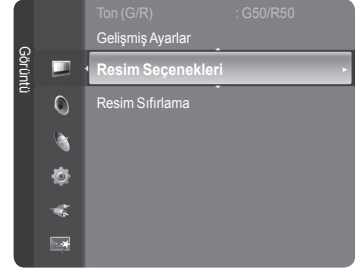 Görüntü
Ton (G/R) : G50/R50
Gelişmiş Ayarlar
Resim Seçenekleri
Resim Sıfırlama